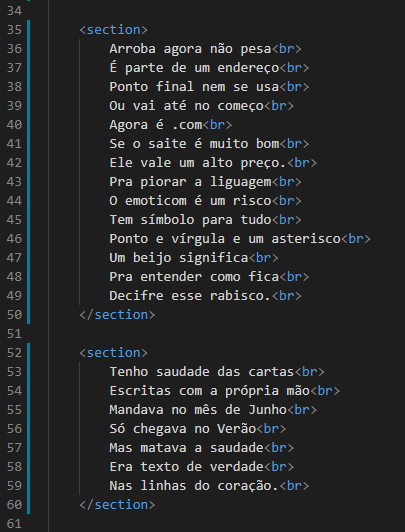 34
35 <section>
36 Arroba agora não pesa<br>
37 É parte de um endereço<br>
38 Ponto final nem se usa<br>
39 Ou vai até no começo<br>
40 Agora é .com<br>
41 Se o saite é muito bom<br>
42 Ele vale um alto preço.<br>
43 Pra piorar a liguagem<br>
44 O emoticom é um risco<br>
45 Tem símbolo para tudo<br>
46 Ponto e vírgula e um asterisco<br>
47 Um beijo significa<br>
48 Pra entender como fica<br>
49 Decifre esse rabisco.<br>
50 </section>
51
52 <section>
53 Tenho saudade das cartas<br>
54 Escritas com a própria mão<br>
55 Mandava no mês de Junho<br>
56 Só chegava no Verão<br>
57 Mas matava a saudade<br>
58 Era texto de verdade<br>
59 Nas linhas do coração.<br>
60 </section>
61